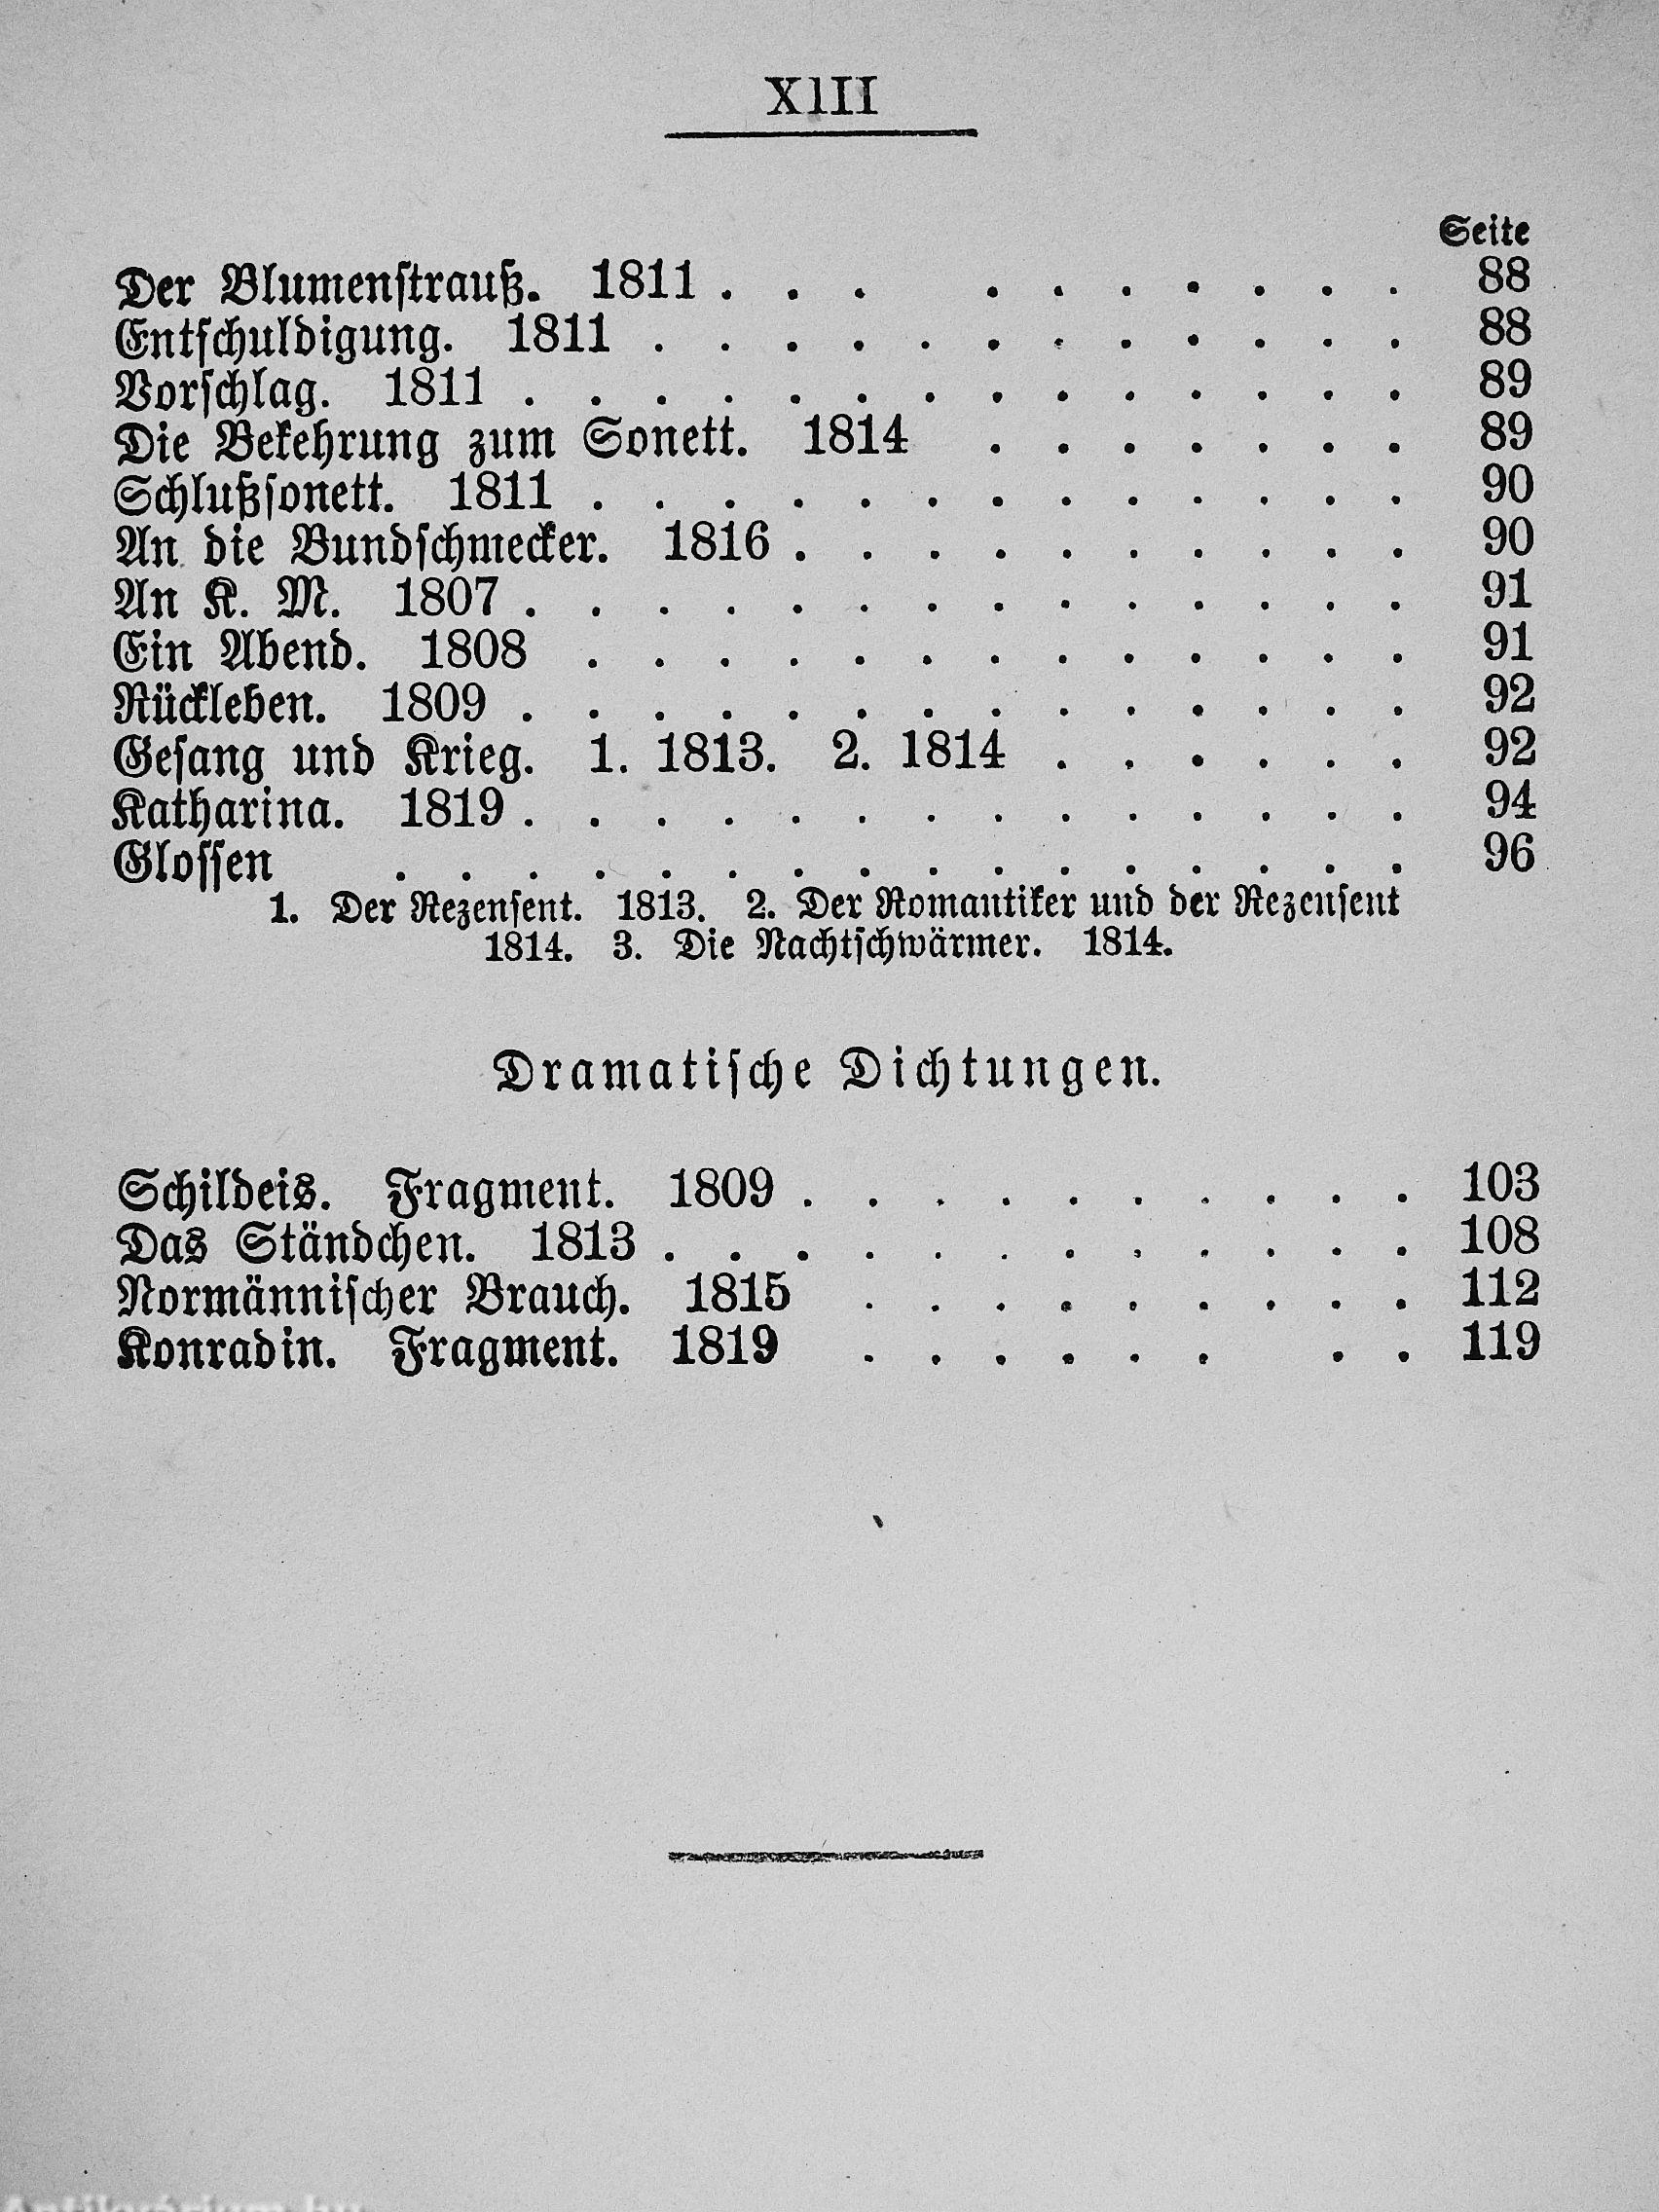 XIII
Seite
Der Blumenſtrauß. 1811 . . . . . . . . . . 88
Entſchuldigung. 1811 . . . . . . . . . . . . 88
Vorſchlag. 1811 . . . . . . . . . . . . . . 89
Die Bekehrung zum Sonett. 1814 . . . . . . . 89
Schlußſonett. 1811 . . . . . . . . . . . . . 90
An die Bundſchmecker. 1816 . . . . . . . . . . 90
An K. M. 1807 . . . . . . . . . . . . . . 91
Ein Abend. 1808 . . . . . . . . . . . . . 91
Rückleben. 1809 . . . . . . . . . . . . . . 92
Geſang und Krieg. 1. 1813. 2. 1814 . . . . . . 92
Katharina. 1819 . . . . . . . . . . . . . . 94
Gloſſen . . . . . . . . . . . . . . . . 96
1. Der Rezenſent. 1813. 2. Der Romantiker und der Rezenſent
1814. 3. Die Nachtſchwärmer. 1814.
Dramatiſche Dichtungen.
Schildeis. Fragment. 1809 . . . . . . . . . . 103
Das Ständchen. 1813 . . . . . . . . . . . . 108
Normänniſcher Brauch. 1815 . . . . . . . . . 112
Konradin. Fragment. 1819 . . . . . . . . 119